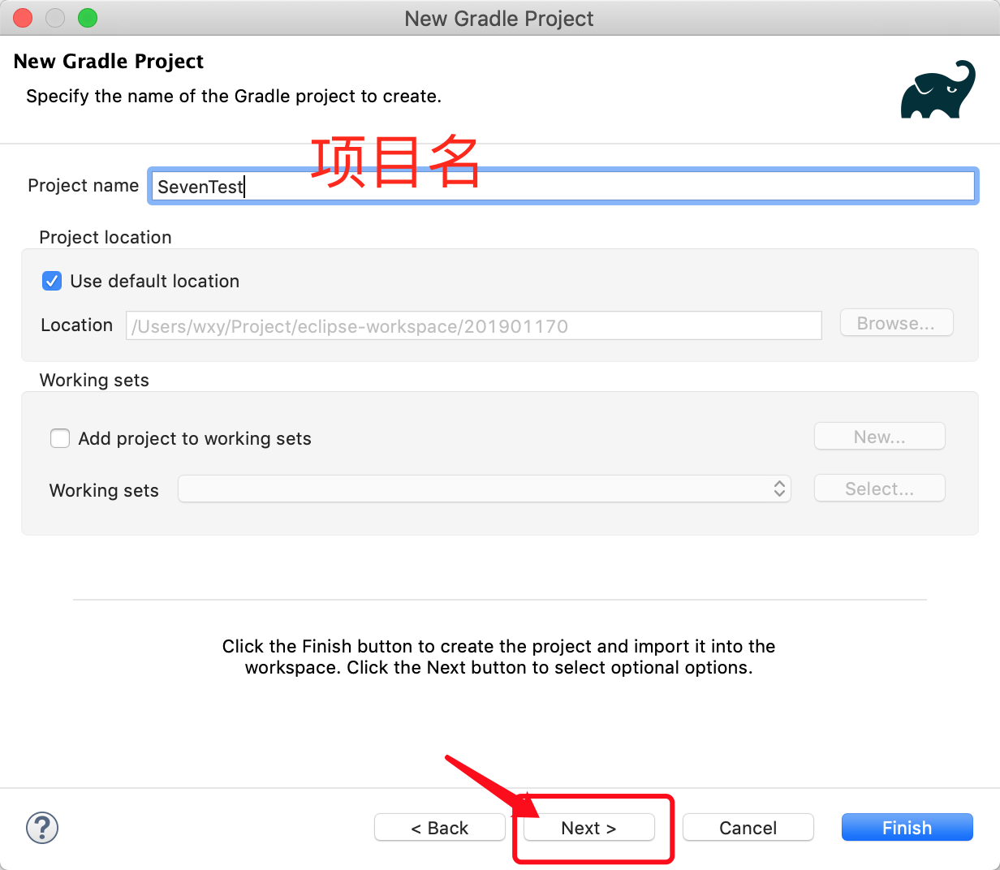 New Gradle Project
New Gradle Project
Specify the name of the Gradle project to create.
项目名
Project name SevenTest
Project location
Use default location
Location /Users/wxy/Project/eclipse-workspace/201901170 Browse...
Working sets
Add project to working sets New...
Working sets Select...
Click the Finish button to create the project and import it into the
workspace. Click the Next button to select optional options.
? < Back Next > Cancel Finish